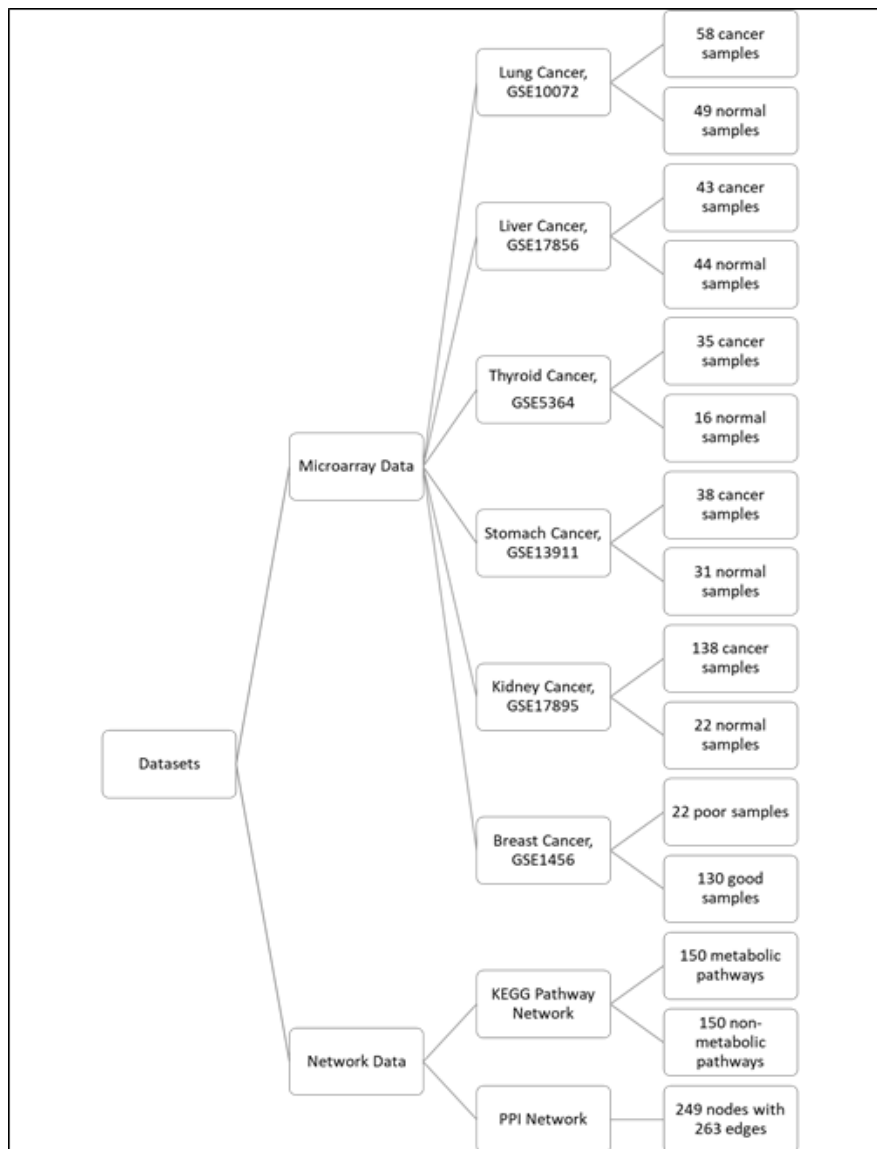 58 cancer
samples
Lung Cancer,
GSE10072
49 normal
samples
43 cancer
samples
Liver Cancer,
GSE17856
44 normal
samples
35 cancer
samples
Thyroid Cancer,
GSE5364
16 normal
samples
Microarray Data
38 cancer
samples
Stomach Cancer,
GSE13911
31 normal
samples
138 cancer
samples
Kidney Cancer,
GSE17895
22 normal
samples
Datasets
22 poor samples
Breast Cancer,
GSE1456
130 good
samples
150 metabolic
pathways
KEGG Pathway
Network
150 non-
metabolic
pathways
Network Data
PPI Network
249 nodes with
263 edges